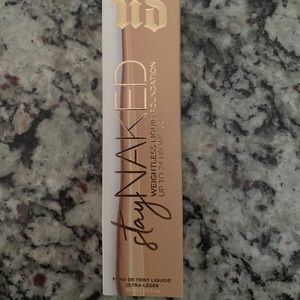 UD
stay NAKED
WEIGHTLESS LIQUID FOUNDATION
UP TO 24 HR WEAR
FOND DE TEINT LIQUIDE
ULTRA-LÉGER